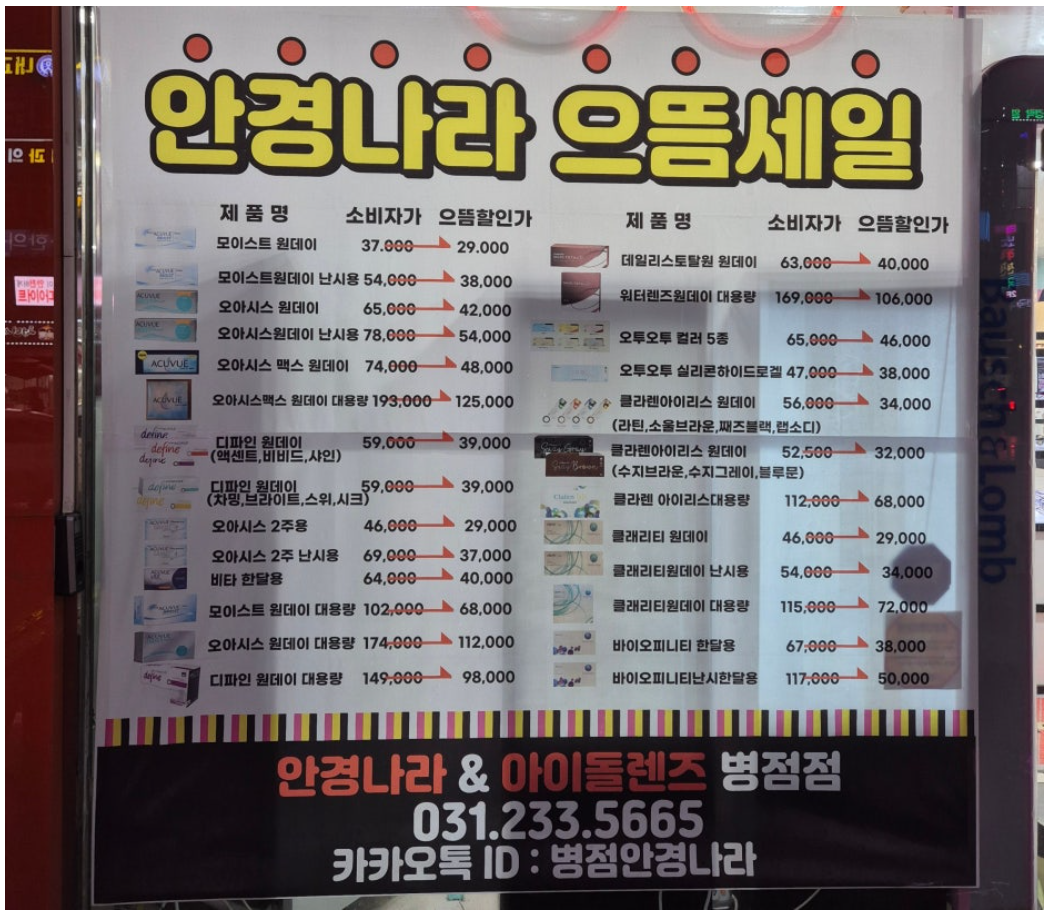 안경나라 으뜸세일
제품명 소비자가 으뜸할인가
모이스트 원데이 37.000 29.000
모이스트원데이 난시용 54,000 38,000
오아시스 원데이 65,000 42,000
오아시스원데이 난시용 78,000 54,000
ACUVUE 오아시스 맥스 원데이 74,000 48,000
ACUVUE 오아시스맥스 원데이 대용량 193,000 125,000
define 디파인 원데이 59,000 39,000
(액센트,비비드,샤인)
define 디파인 원데이 59,000 39,000
(차밍,브라이트,스위,시크)
오아시스 2주용 46,000 29,000
오아시스 2주 난시용 69,000 37,000
비타 한달용 64,000 40,000
모이스트 원데이 대용량 102,000 68,000
오아시스 원데이 대용량 174,000 112,000
define 디파인 원데이 대용량 149,000 98,000
제품명 소비자가 으뜸할인가
데일리스토탈원 원데이 63,000 40,000
워터렌즈원데이 대용량 169,000 106,000
오투오투 컬러 5종 65,000 46,000
오투오투 실리콘하이드로겔 47,000 38,000
클라렌아이리스 원데이 56,000 34,000
(라틴,소울브라운,째즈블랙,랩소디)
클라렌아이리스 원데이 52,500 32,000
(수지브라운,수지그레이,블루문)
클라렌 아이리스대용량 112,000 68,000
클래리티 원데이 46,000 29,000
클래리티원데이 난시용 54,000 34,000
클래리티원데이 대용량 115,000 72,000
바이오피니티 한달용 67,000 38,000
바이오피니티난시한달용 117,000 50,000
안경나라 & 아이돌렌즈 병점점
031.233.5665
카카오톡 ID : 병점안경나라
Bausch & Lomb